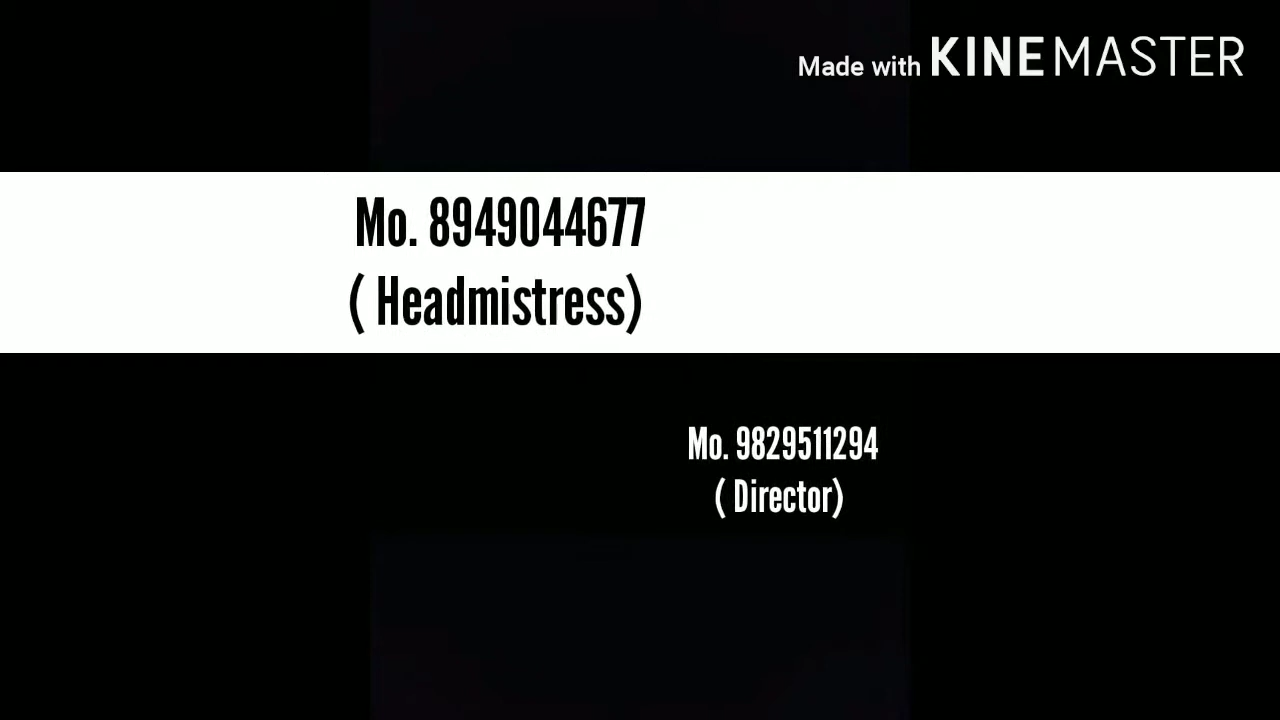 Made with KINEMASTER
Mo. 8949044677
( Headmistress)
Mo. 9829511294
( Director)